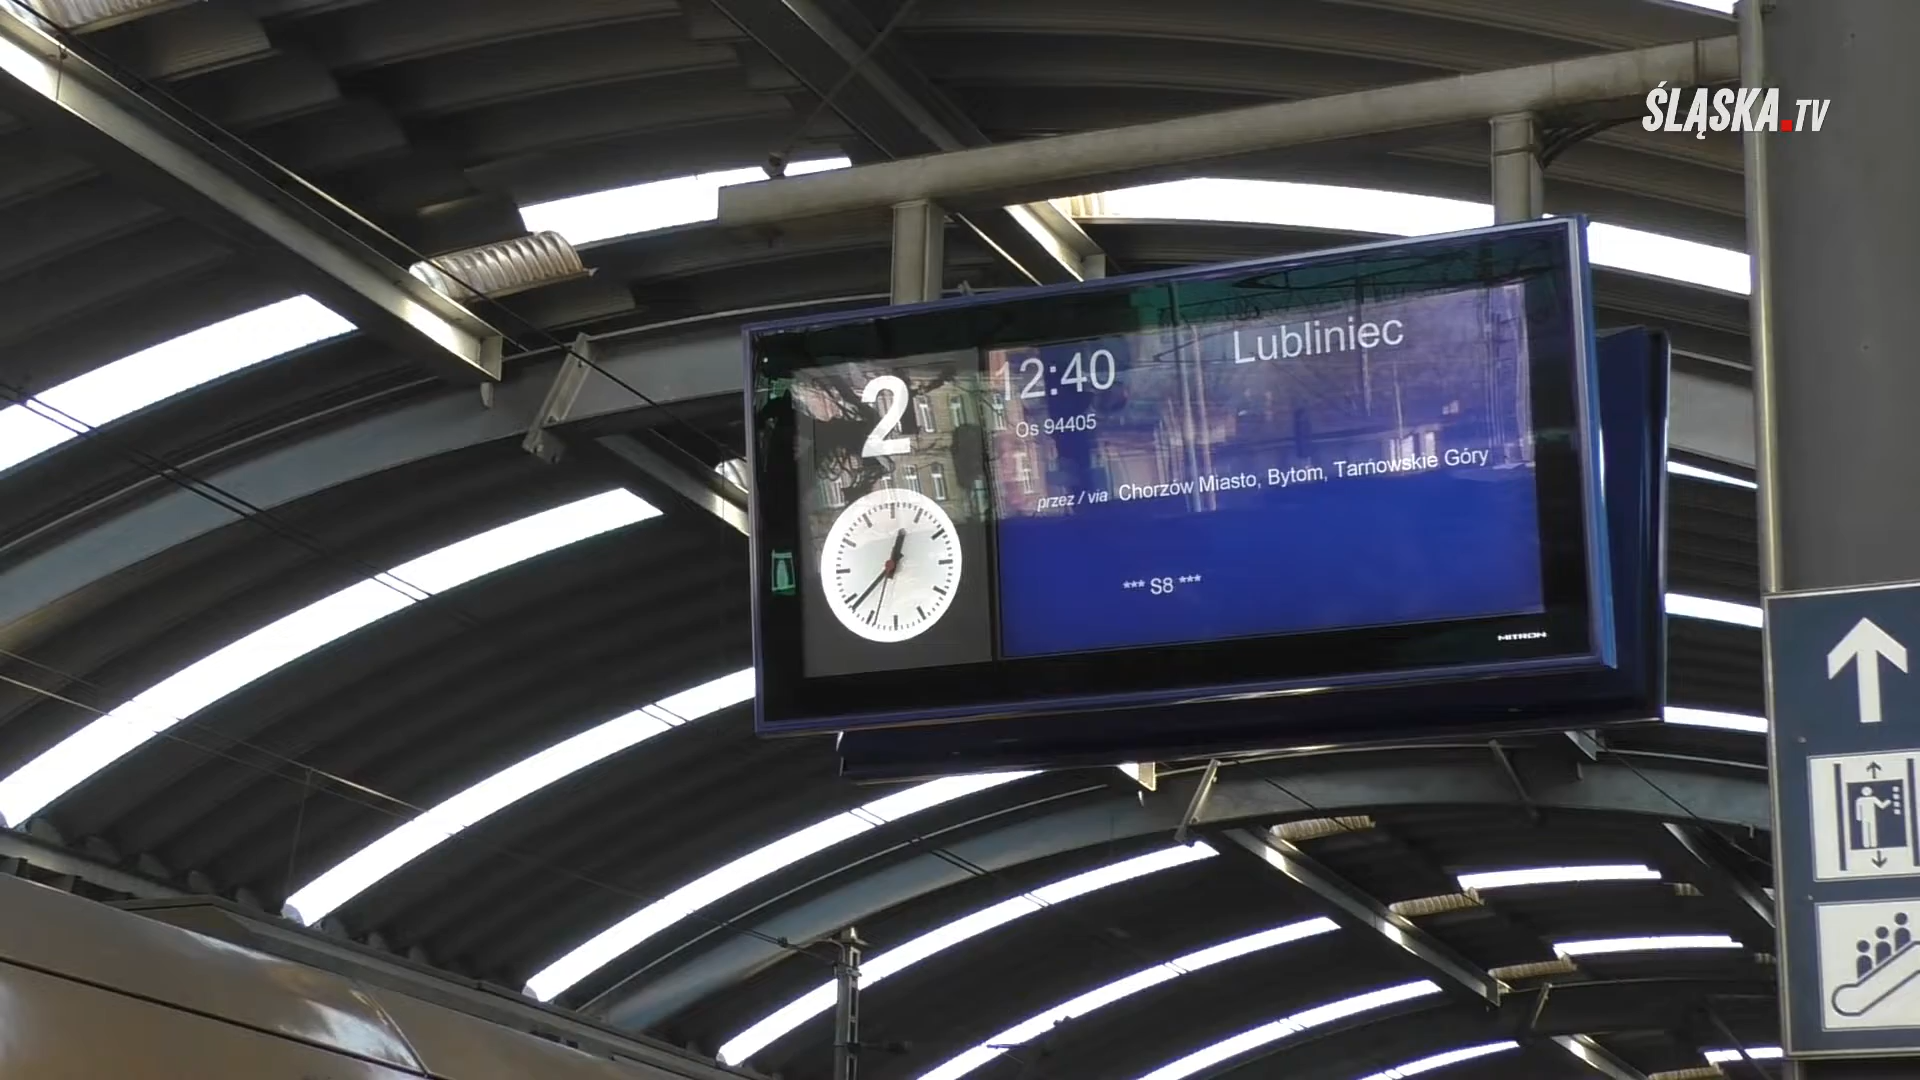 ŚLĄSKA.TV
2
12:40
Lubliniec
Os 94405
przez / via Chorzów Miasto, Bytom, Tarnowskie Góry
*** S8 ***
MITRON